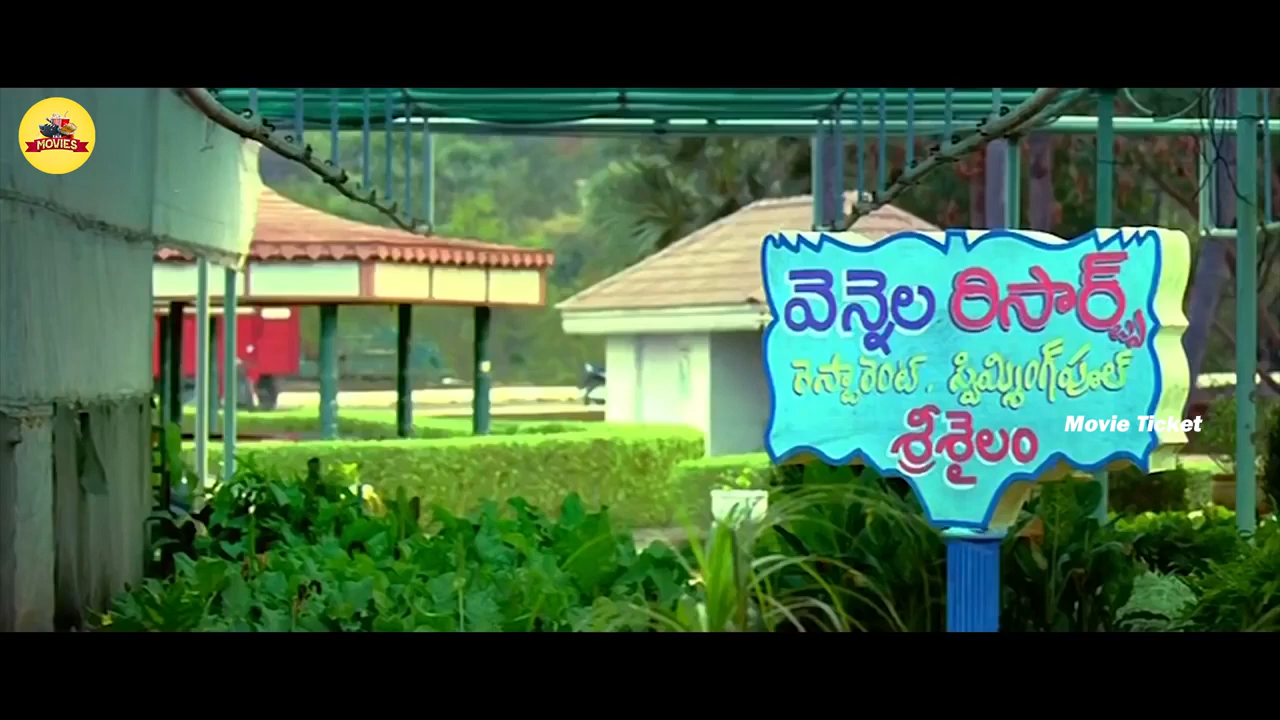 MOVIES
వెన్నెల రిసార్ట్స్
రెస్టారెంట్. స్విమ్మింగ్‌పూల్
శ్రీశైలం
Movie Ticket